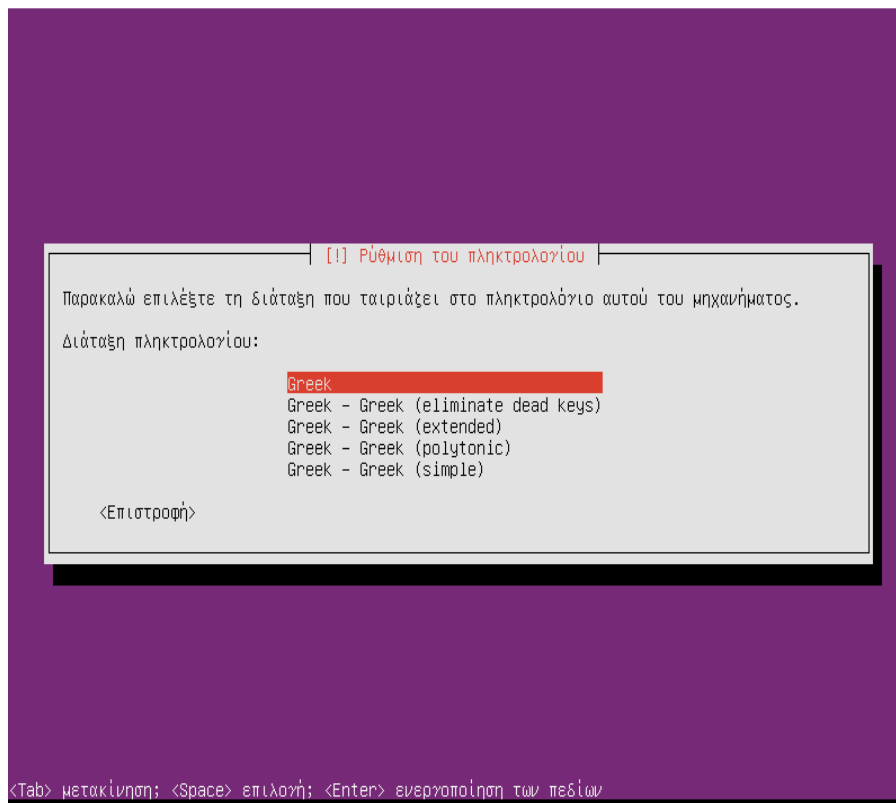 [!] Ρύθμιση του πληκτρολογίου
Παρακαλώ επιλέξτε τη διάταξη που ταιριάζει στο πληκτρολόγιο αυτού του μηχανήματος.
Διάταξη πληκτρολογίου:
Greek
Greek - Greek (eliminate dead keys)
Greek - Greek (extended)
Greek - Greek (polytonic)
Greek - Greek (simple)
<Επιστροφή>
<Tab> μετακίνηση; <Space> επιλογή; <Enter> ενεργοποίηση των πεδίων